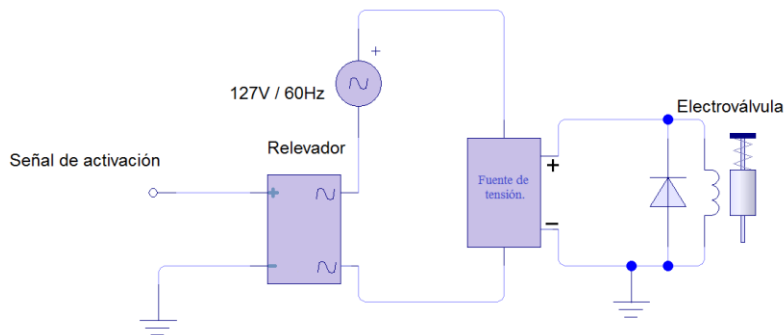 127V / 60Hz
+
Electroválvula
Relevador
Señal de activación
Fuente de
tensión.
+
-
+
-